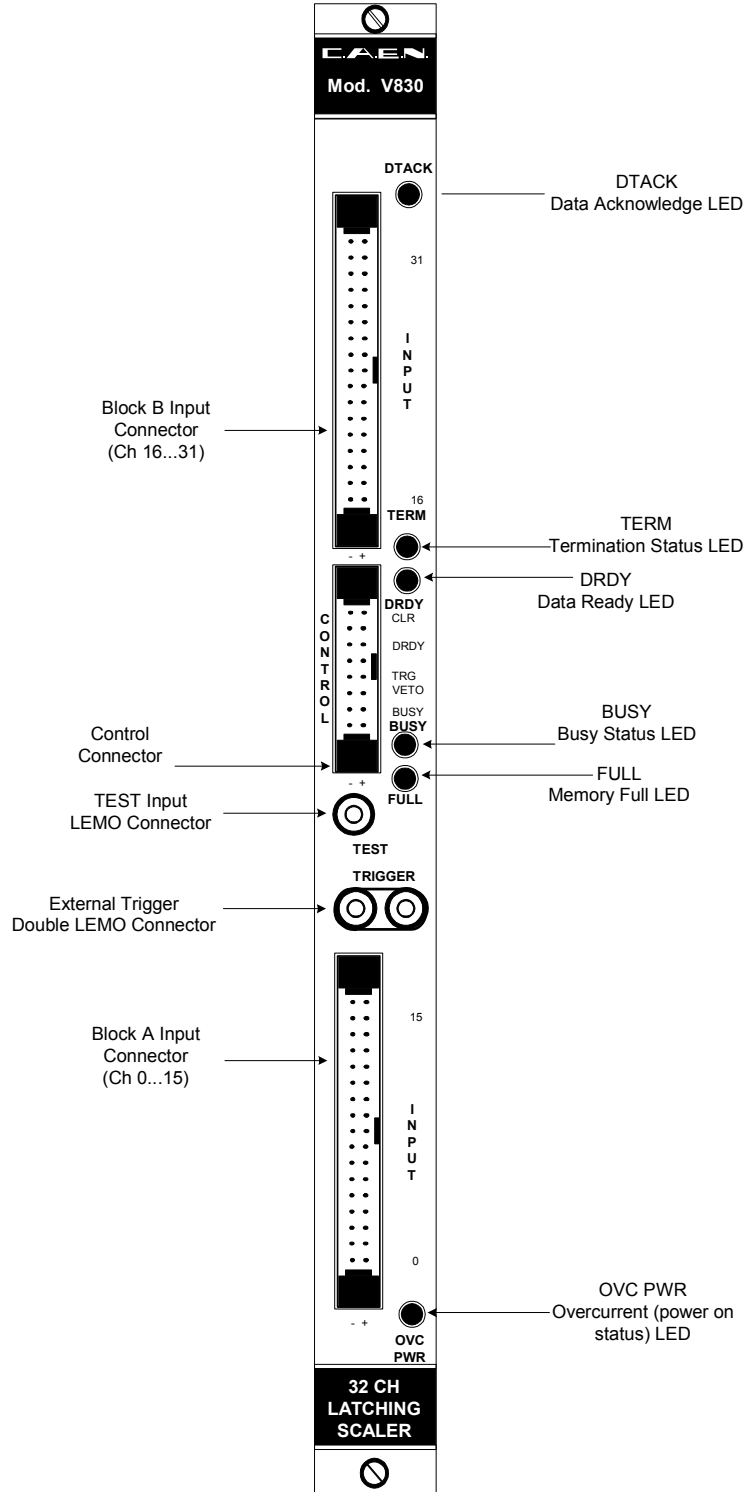 C.A.E.N.
Mod. V830
DTACK
DTACK
Data Acknowledge LED
31
INPUT
Block B Input
Connector
(Ch 16...31)
16
TERM
TERM
Termination Status LED
- +
DRDY
Data Ready LED
DRDY
CONTROL
CLR
DRDY
TRG
VETO
BUSY
BUSY
BUSY
Busy Status LED
Control
Connector
FULL
Memory Full LED
- +
FULL
TEST Input
LEMO Connector
TEST
TRIGGER
External Trigger
Double LEMO Connector
15
Block A Input
Connector
(Ch 0...15)
INPUT
0
OVC PWR
Overcurrent (power on
status) LED
- +
OVC
PWR
32 CH
LATCHING
SCALER